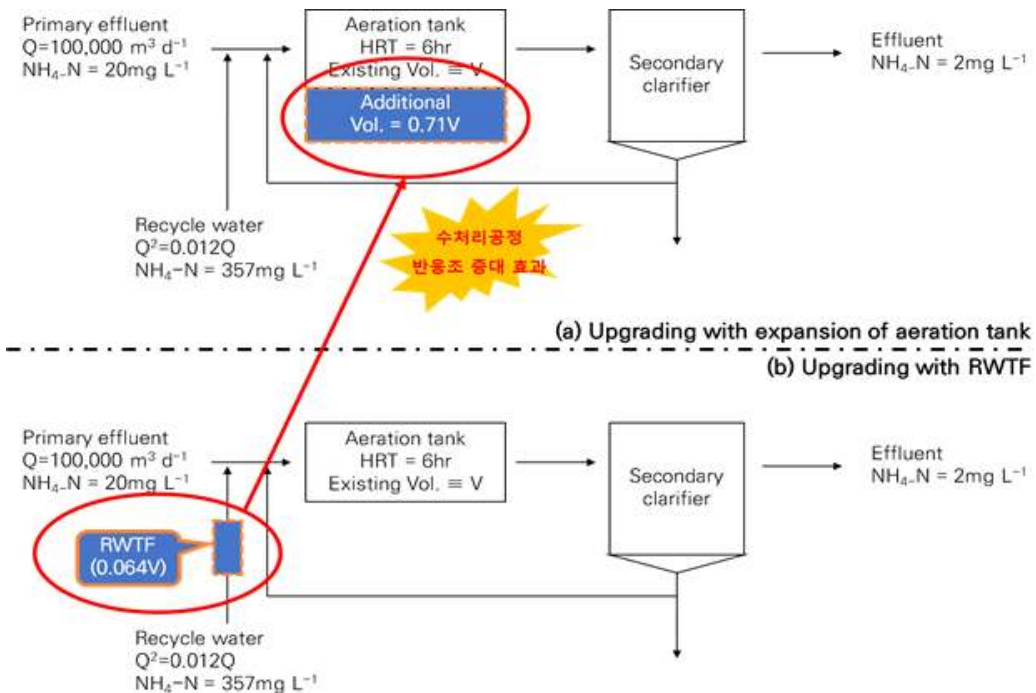 Primary effluent
Q=100,000 m³ d⁻¹
NH₄-N = 20mg L⁻¹
Aeration tank
HRT = 6hr
Existing Vol. ≡ V
Additional
Vol. = 0.71V
Secondary
clarifier
Effluent
NH₄-N = 2mg L⁻¹
Recycle water
Q²=0.012Q
NH₄-N = 357mg L⁻¹
수처리공정
반응조 증대 효과
(a) Upgrading with expansion of aeration tank
(b) Upgrading with RWTF
Primary effluent
Q=100,000 m³ d⁻¹
NH₄-N = 20mg L⁻¹
Aeration tank
HRT = 6hr
Existing Vol. ≡ V
Secondary
clarifier
Effluent
NH₄-N = 2mg L⁻¹
RWTF
(0.064V)
Recycle water
Q²=0.012Q
NH₄-N = 357mg L⁻¹